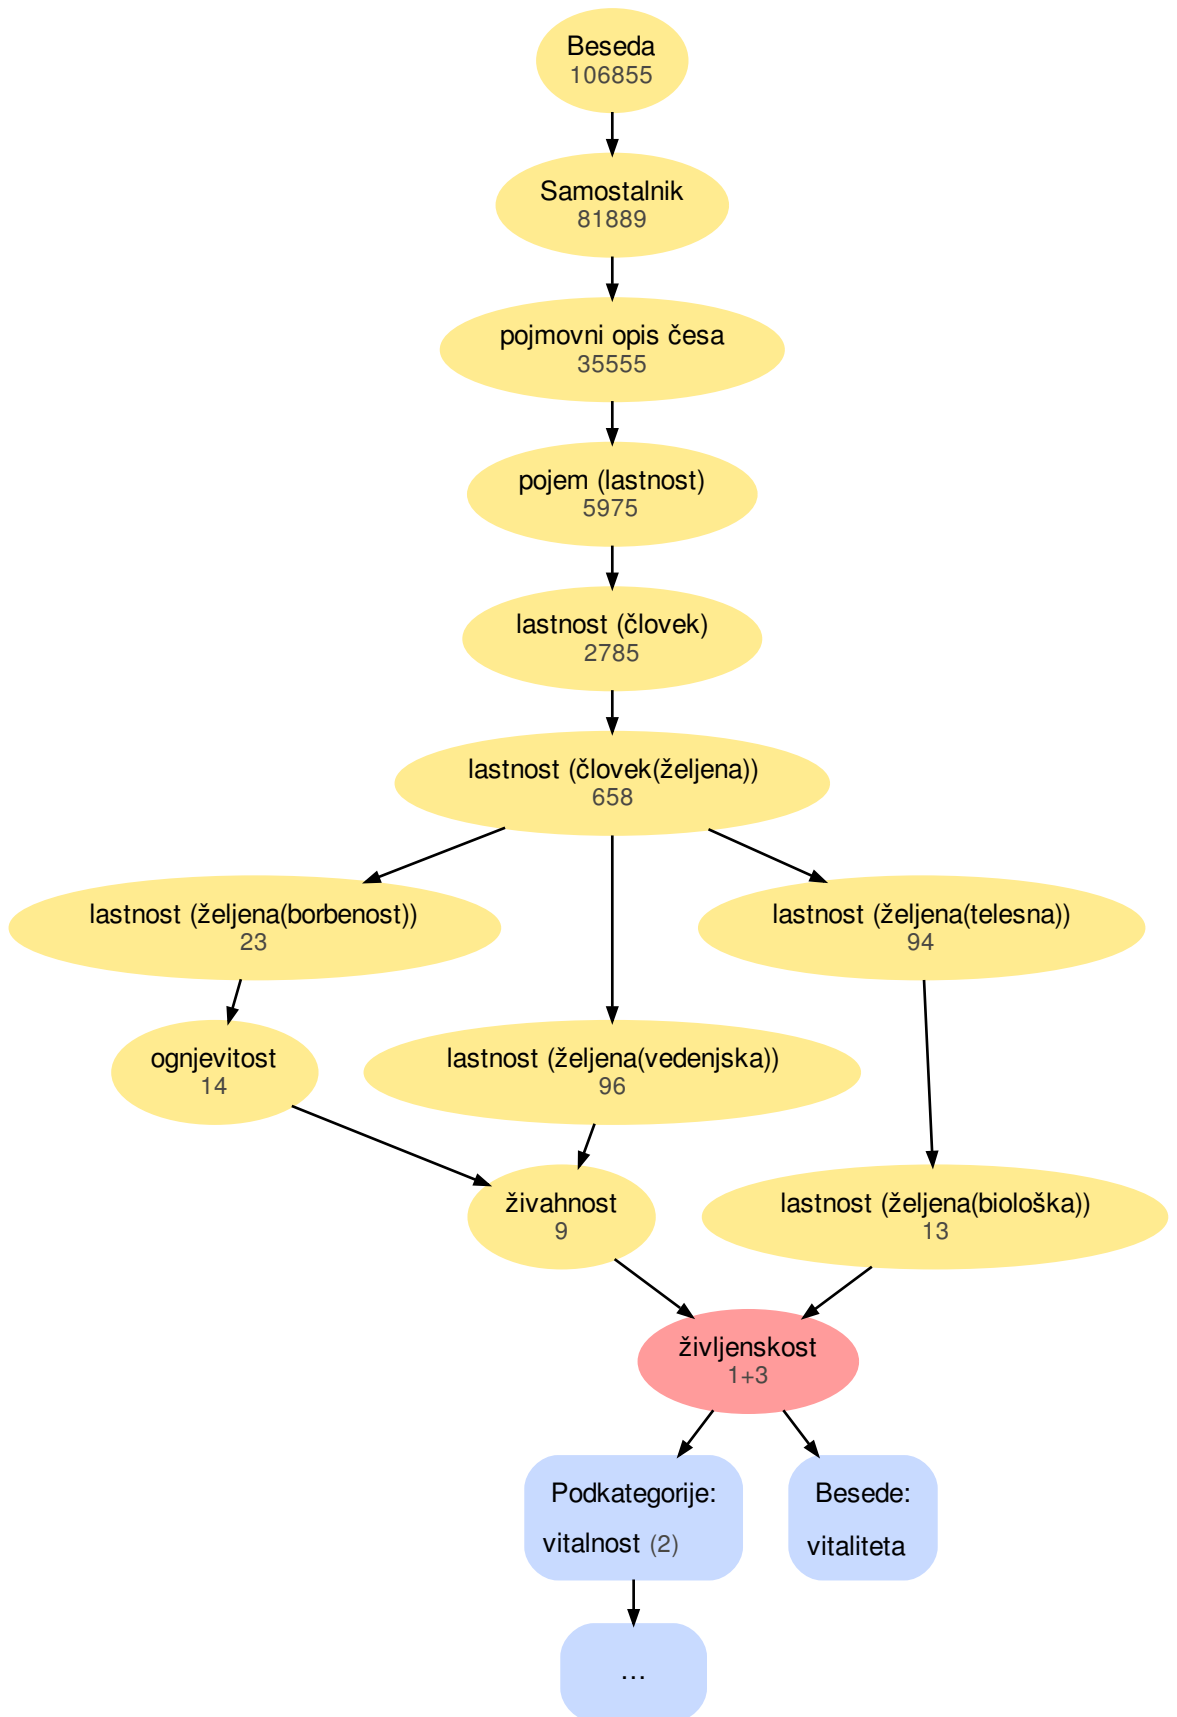 Beseda
106855
Samostalnik
81889
pojmovni opis česa
35555
pojem (lastnost)
5975
lastnost (človek)
2785
lastnost (človek(željena))
658
lastnost (željena(borbenost))
23
lastnost (željena(telesna))
94
ognjevitost
14
lastnost (željena(vedenjska))
96
živahnost
9
lastnost (željena(biološka))
13
življenskost
1+3
Podkategorije:
vitalnost (2)
Besede:
vitaliteta
...